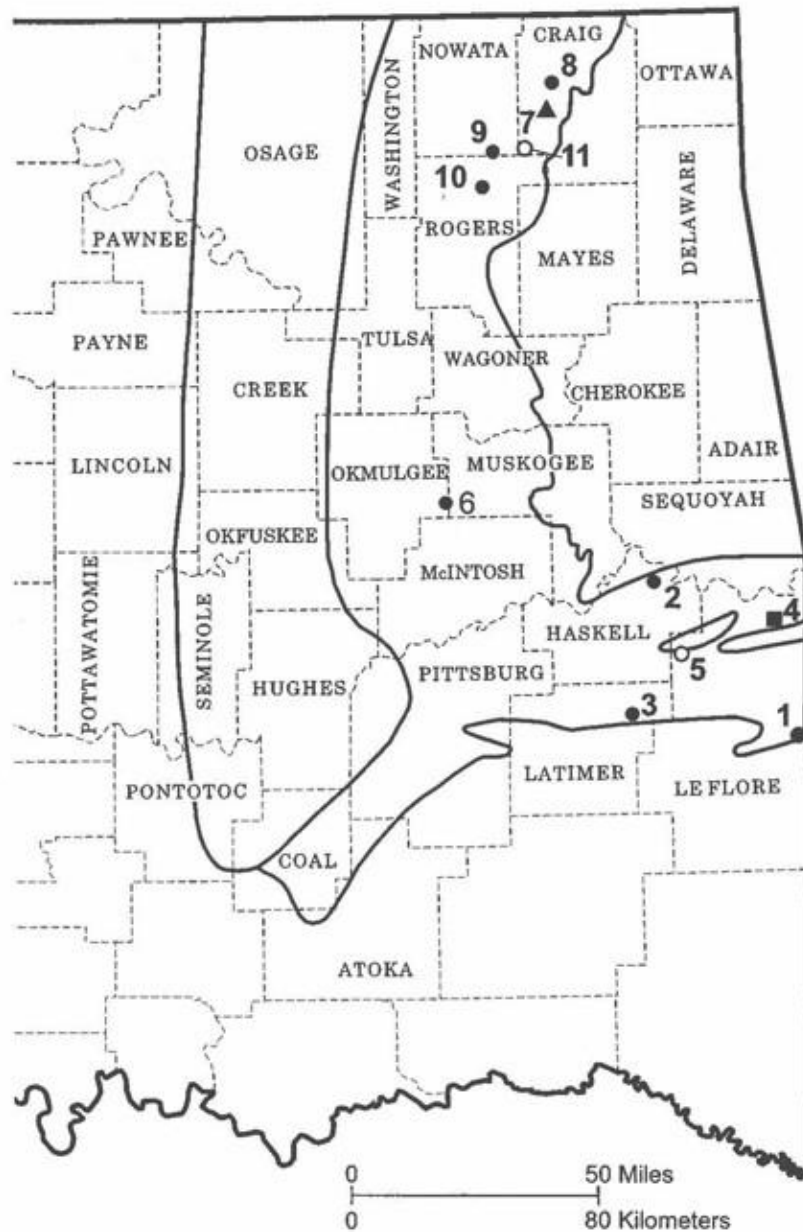 NOWATA
CRAIG
8
OTTAWA
WASHINGTON
7
9
11
OSAGE
10
ROGERS
DELAWARE
PAWNEE
MAYES
PAYNE
TULSA
WAGONER
CREEK
CHEROKEE
LINCOLN
OKMULGEE
MUSKOGEE
ADAIR
SEQUOYAH
6
OKFUSKEE
McINTOSH
2
4
POTTAWATOMIE
SEMINOLE
HASKELL
5
HUGHES
PITTSBURG
3
1
LATIMER
LE FLORE
PONTOTOC
COAL
ATOKA
0 50 Miles
0 80 Kilometers